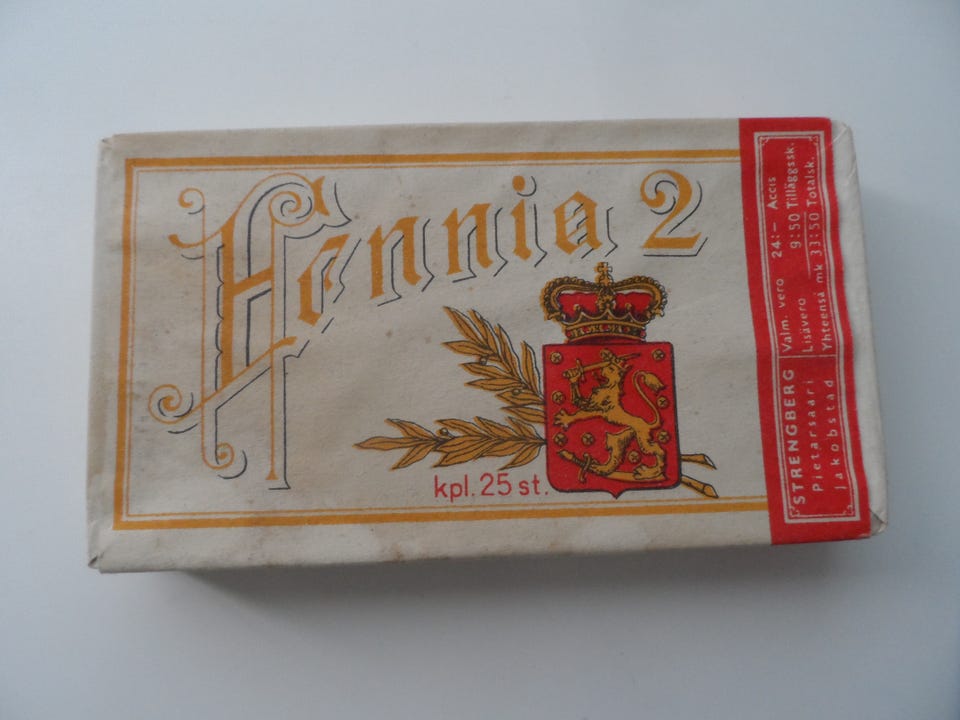 Fennia 2
kpl. 25 st.
STRENGBERG
Pietarsaari
Jakobstad
Valm. vero 24:- Accis
Lisävero 9:50 Tilläggssk.
Yhteensä mk 33:50 Totalsk.